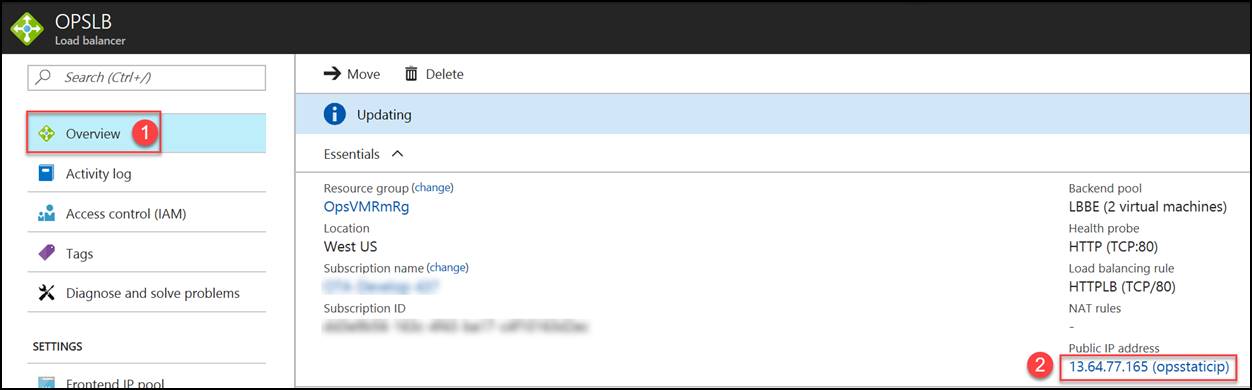 OPSLB
Load balancer
Search (Ctrl+/)
Overview 1
Activity log
Access control (IAM)
Tags
Diagnose and solve problems
SETTINGS
Frontend IP pool
Move Delete
Updating
Essentials
Resource group (change)
OpsVMRmRg
Location
West US
Subscription name (change)
Subscription ID
Backend pool
LBBE (2 virtual machines)
Health probe
HTTP (TCP:80)
Load balancing rule
HTTPLB (TCP/80)
NAT rules
-
Public IP address
2 13.64.77.165 (opsstaticip)